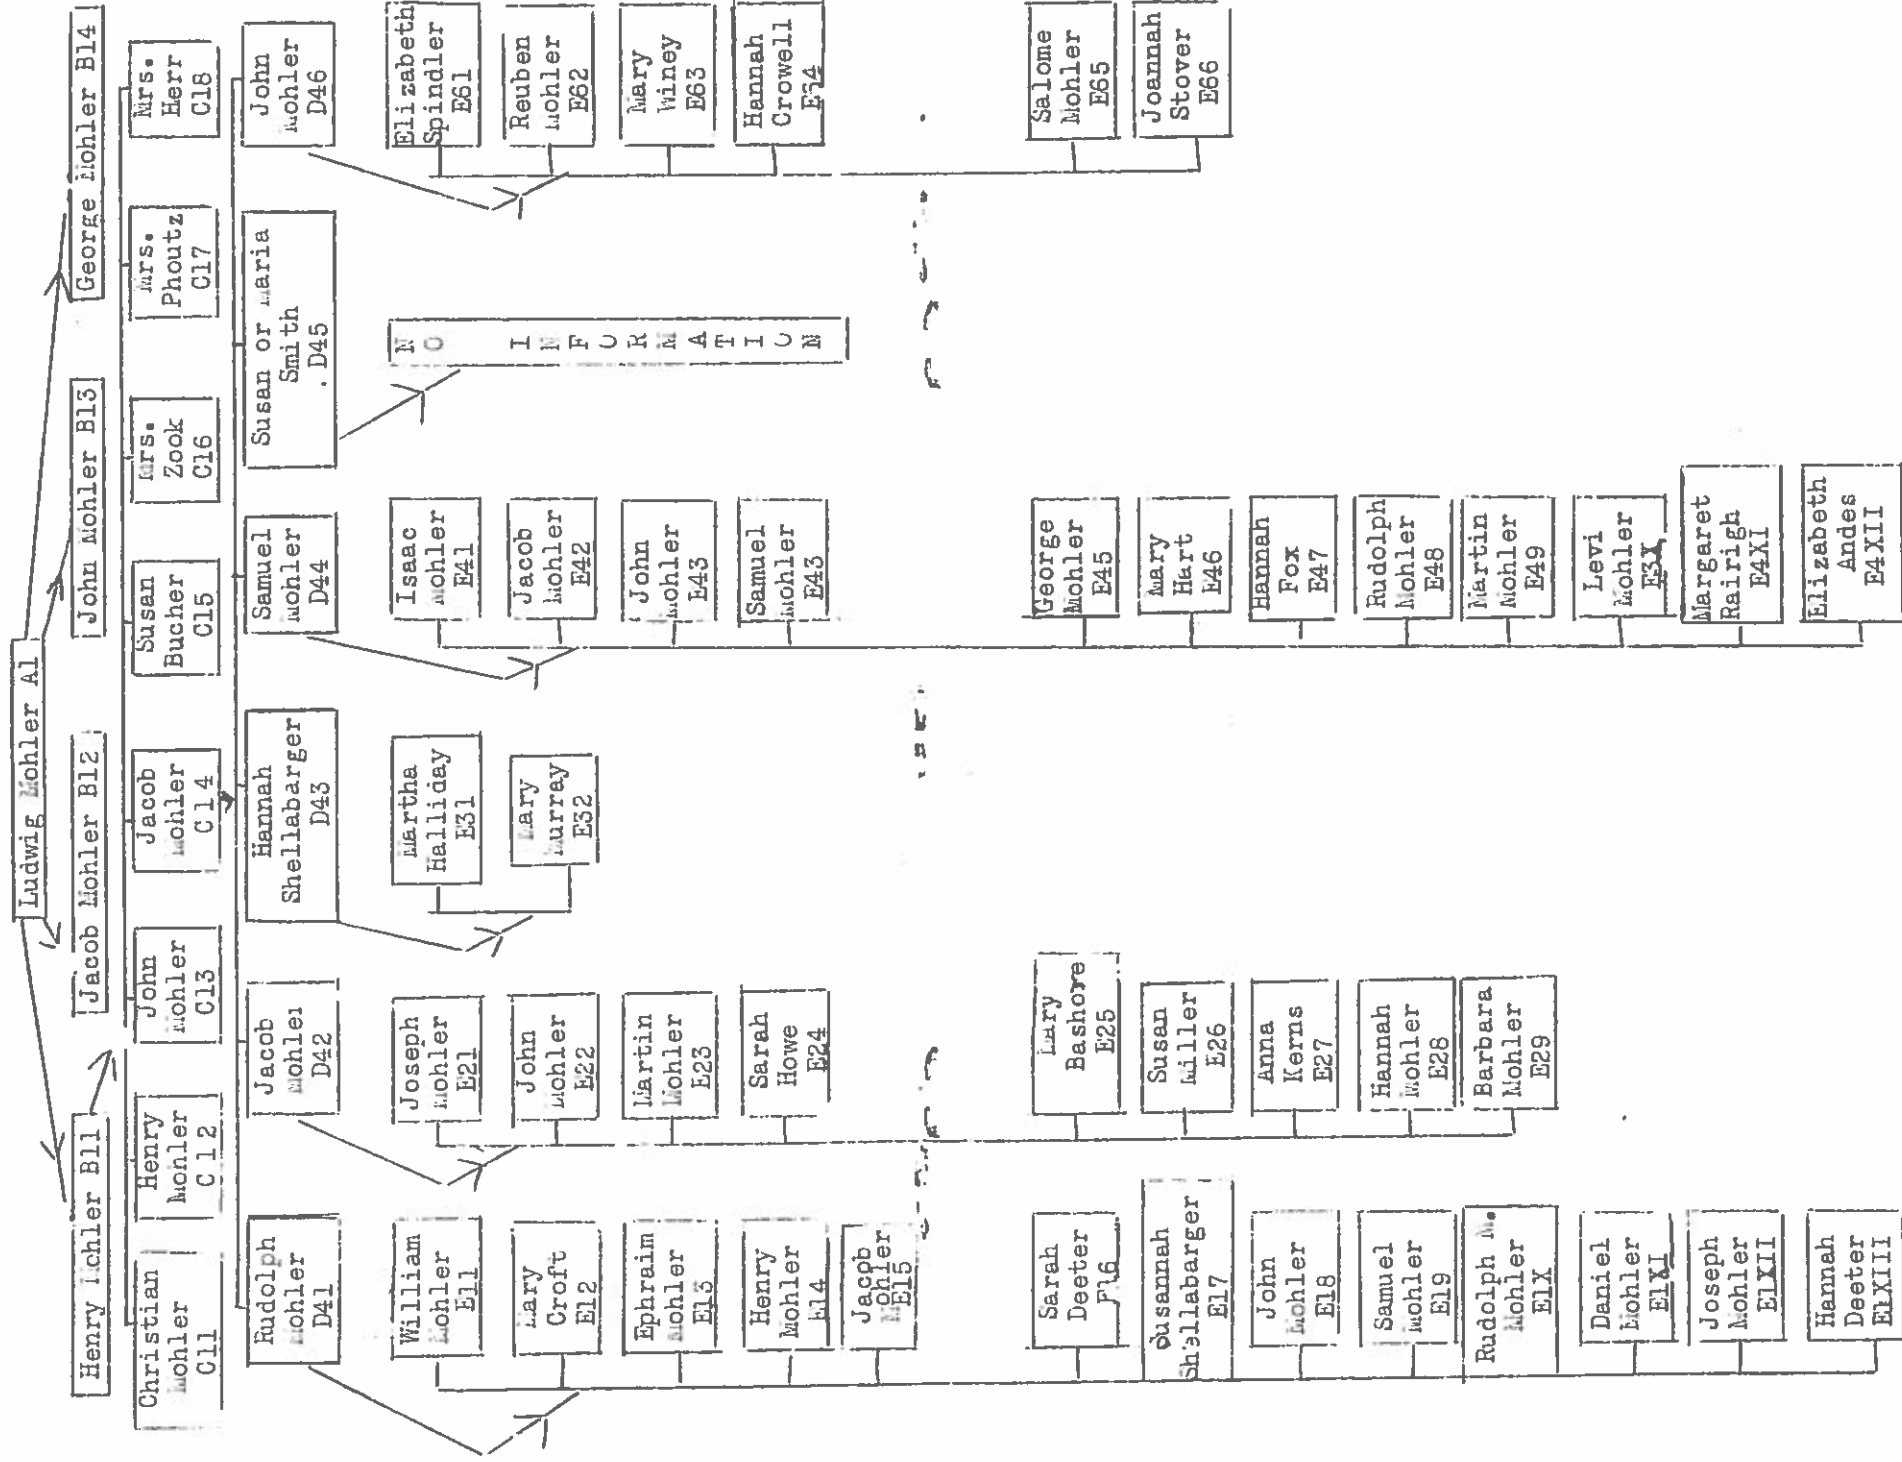 Ludwig Mohler A1
Henry Mohler B11
Jacob Mohler B12
John Mohler B13
George Mohler B14
Christian
Mohler
C11
Henry
Mohler
C 12
John
Mohler
C13
Jacob
Mohler
C 14
Susan
Bucher
C15
Mrs.
Zook
C16
Mrs.
Phoutz
C17
Mrs.
Herr
C18
Rudolph
Mohler
D41
Jacob
Mohler
D42
Hannah
Shellabarger
D43
Samuel
Mohler
D44
Susan or Maria
Smith
. D45
John
Mohler
D46
William
Mohler
E11
Mary
Croft
E12
Ephraim
Mohler
E13
Henry
Mohler
E14
Jacob
Mohler
E15
Sarah
Deeter
E16
Susannah
Shellabarger
E17
John
Mohler
E18
Samuel
Mohler
E19
Rudolph M.
Mohler
E1X
Daniel
Mohler
E1XI
Joseph
Mohler
E1XII
Hannah
Deeter
E1XIII
Joseph
Mohler
E21
John
Mohler
E22
Martin
Mohler
E23
Sarah
Howe
E24
Mary
Bashore
E25
Susan
Miller
E26
Anna
Kerns
E27
Hannah
Mohler
E28
Barbara
Mohler
E29
Martha
Halliday
E31
Mary
Murray
E32
Isaac
Mohler
E41
Jacob
Mohler
E42
John
Mohler
E43
Samuel
Mohler
E43
George
Mohler
E45
Mary
Hart
E46
Hannah
Fox
E47
Rudolph
Mohler
E48
Martin
Mohler
E49
Levi
Mohler
E3X
Margaret
Rairigh
E4XI
Elizabeth
Andes
E4XII
NO INFORMATION
Elizabeth
Spindler
E61
Reuben
Mohler
E62
Mary
Winey
E63
Hannah
Crowell
E64
Salome
Mohler
E65
Joannah
Stover
E66